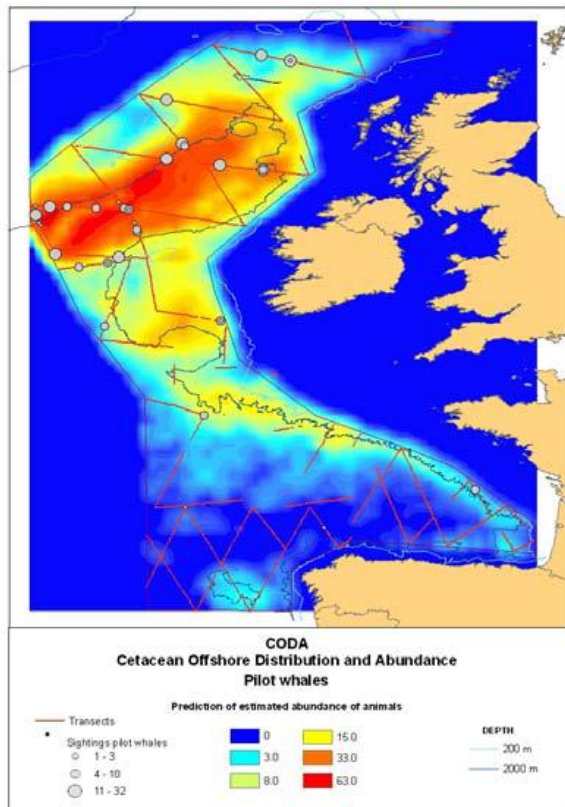 CODA
Cetacean Offshore Distribution and Abundance
Pilot whales
Prediction of estimated abundance of animals
Transects
Sightings pilot whales
1 - 3
4 - 10
11 - 32
0
3.0
8.0
15.0
33.0
63.0
DEPTH
200 m
2000 m